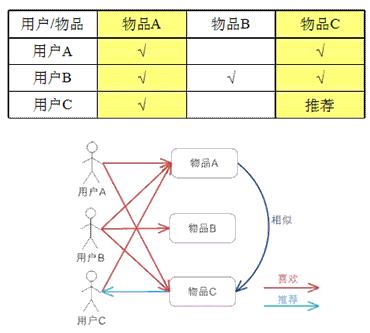 用户/物品 物品A 物品B 物品C
用户A √ √
用户B √ √ √
用户C √ 推荐
物品A
用户A
相似
物品B
用户B
喜欢
物品C
推荐
用户C